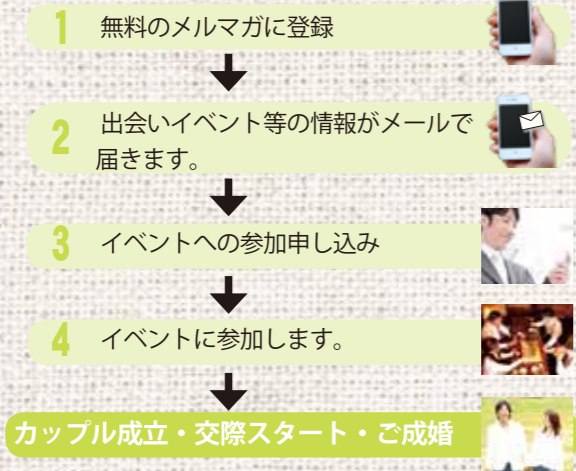 1 無料のメルマガに登録
2 出会いイベント等の情報がメールで
届きます。
3 イベントへの参加申し込み
4 イベントに参加します。
カップル成立・交際スタート・ご成婚